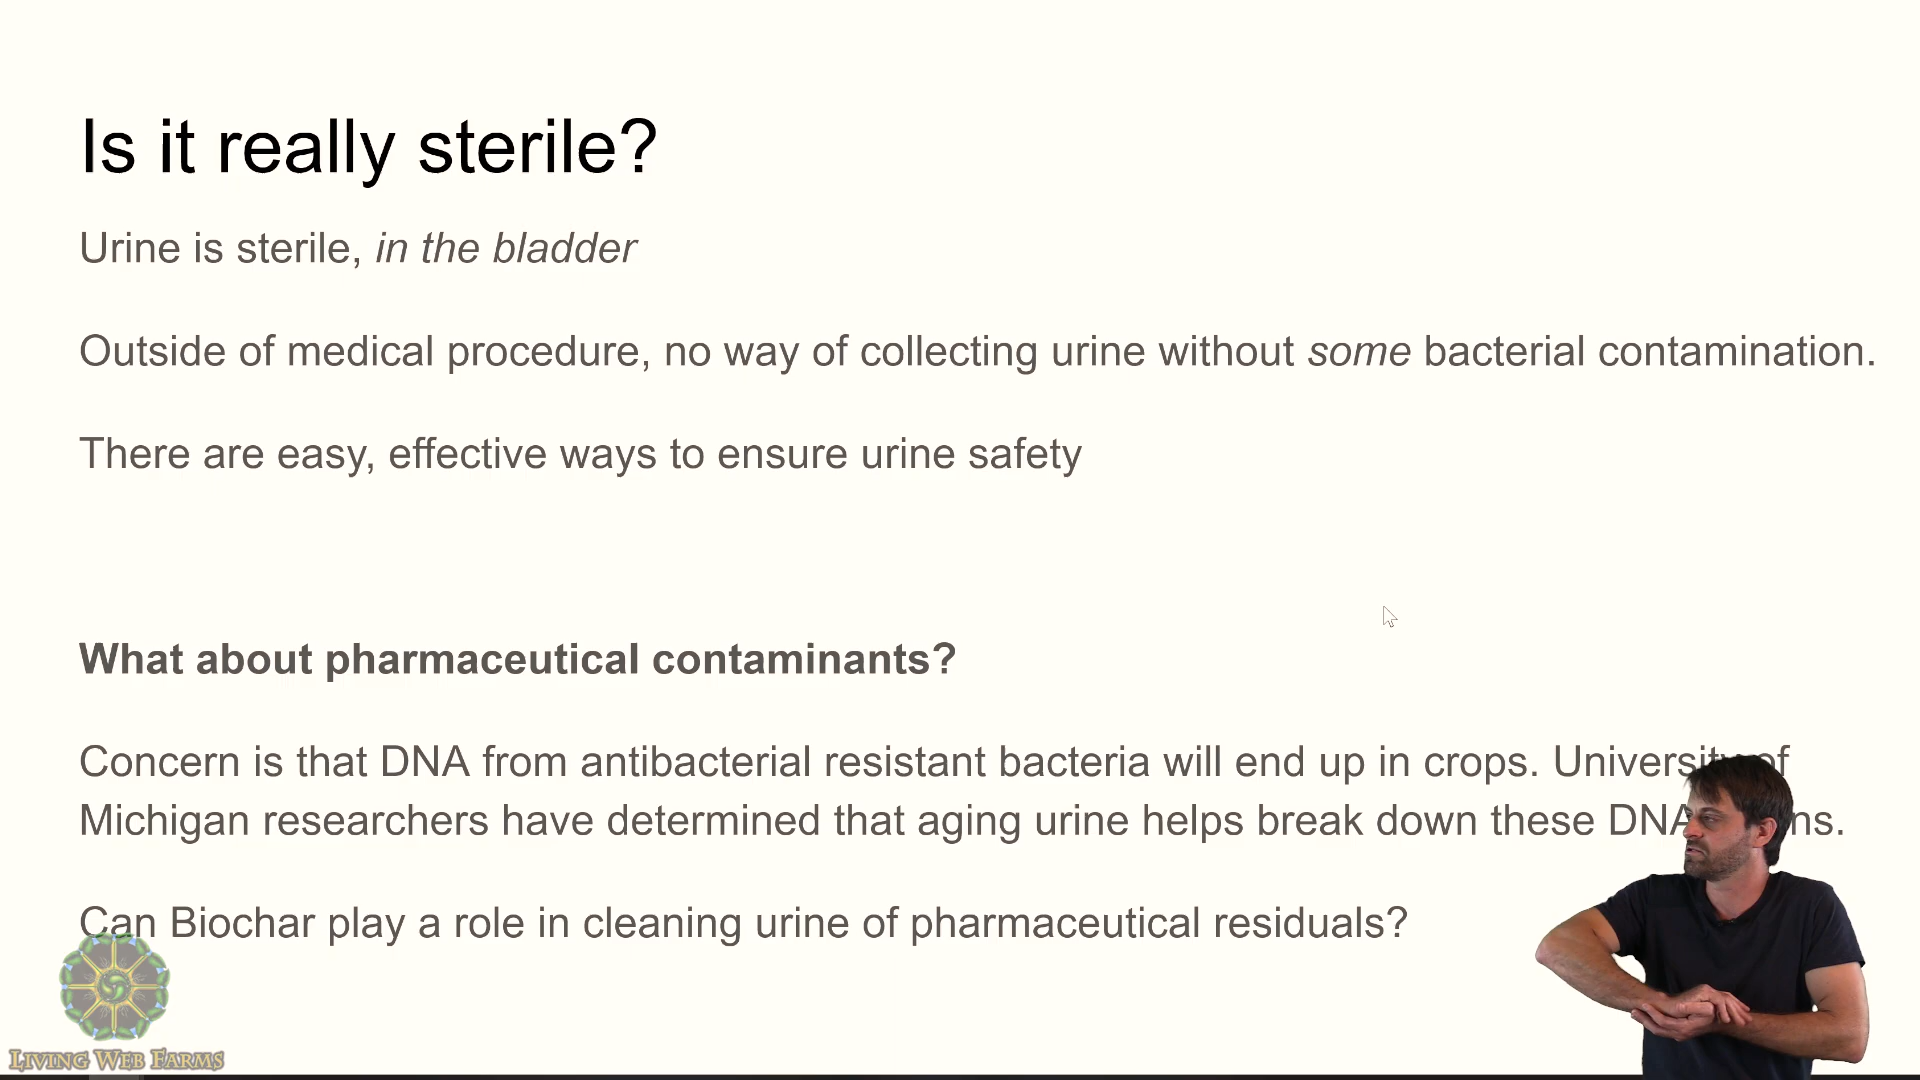 Is it really sterile?
Urine is sterile, in the bladder
Outside of medical procedure, no way of collecting urine without some bacterial contamination.
There are easy, effective ways to ensure urine safety
What about pharmaceutical contaminants?
Concern is that DNA from antibacterial resistant bacteria will end up in crops. University of
Michigan researchers have determined that aging urine helps break down these DNA
Can Biochar play a role in cleaning urine of pharmaceutical residuals?
Living Web Farms